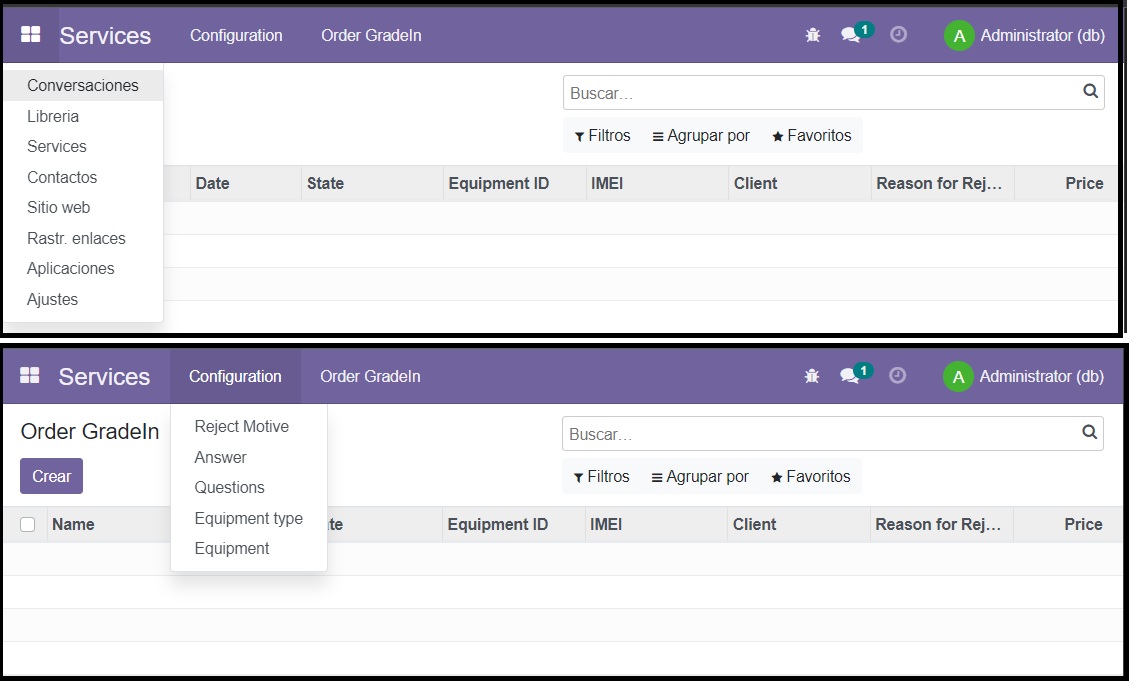 Services Configuration Order GradeIn 1 A Administrator (db)
Conversaciones
Buscar...
Libreria
Filtros Agrupar por Favoritos
Services
Contactos
Date State Equipment ID IMEI Client Reason for Rej... Price
Sitio web
Rastr. enlaces
Aplicaciones
Ajustes
Services Configuration Order GradeIn 1 A Administrator (db)
Order GradeIn
Reject Motive
Buscar...
Answer
Crear
Filtros Agrupar por Favoritos
Questions
Equipment type
Name te Equipment ID IMEI Client Reason for Rej... Price
Equipment